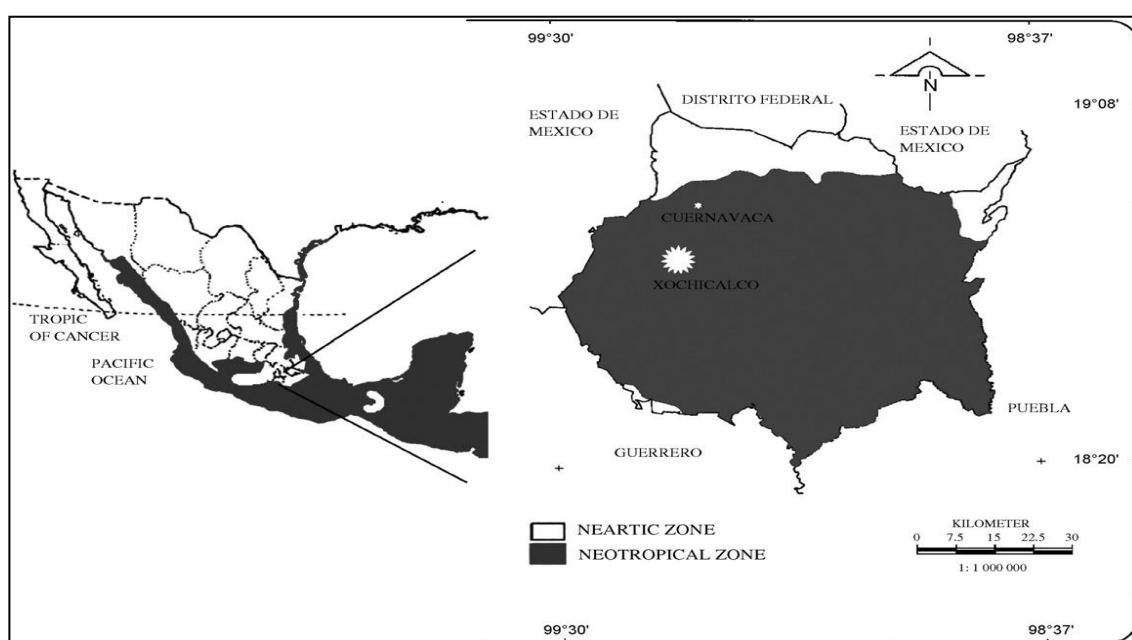 99°30'
98°37'
N
19°08'
ESTADO DE
MEXICO
DISTRITO FEDERAL
ESTADO DE
MEXICO
CUERNAVACA
XOCHICALCO
TROPIC
OF CANCER
PACIFIC
OCEAN
PUEBLA
GUERRERO
18°20'
NEARTIC ZONE
NEOTROPICAL ZONE
KILOMETER
0 7.5 15 22.5 30
1: 1 000 000
99°30'
98°37'